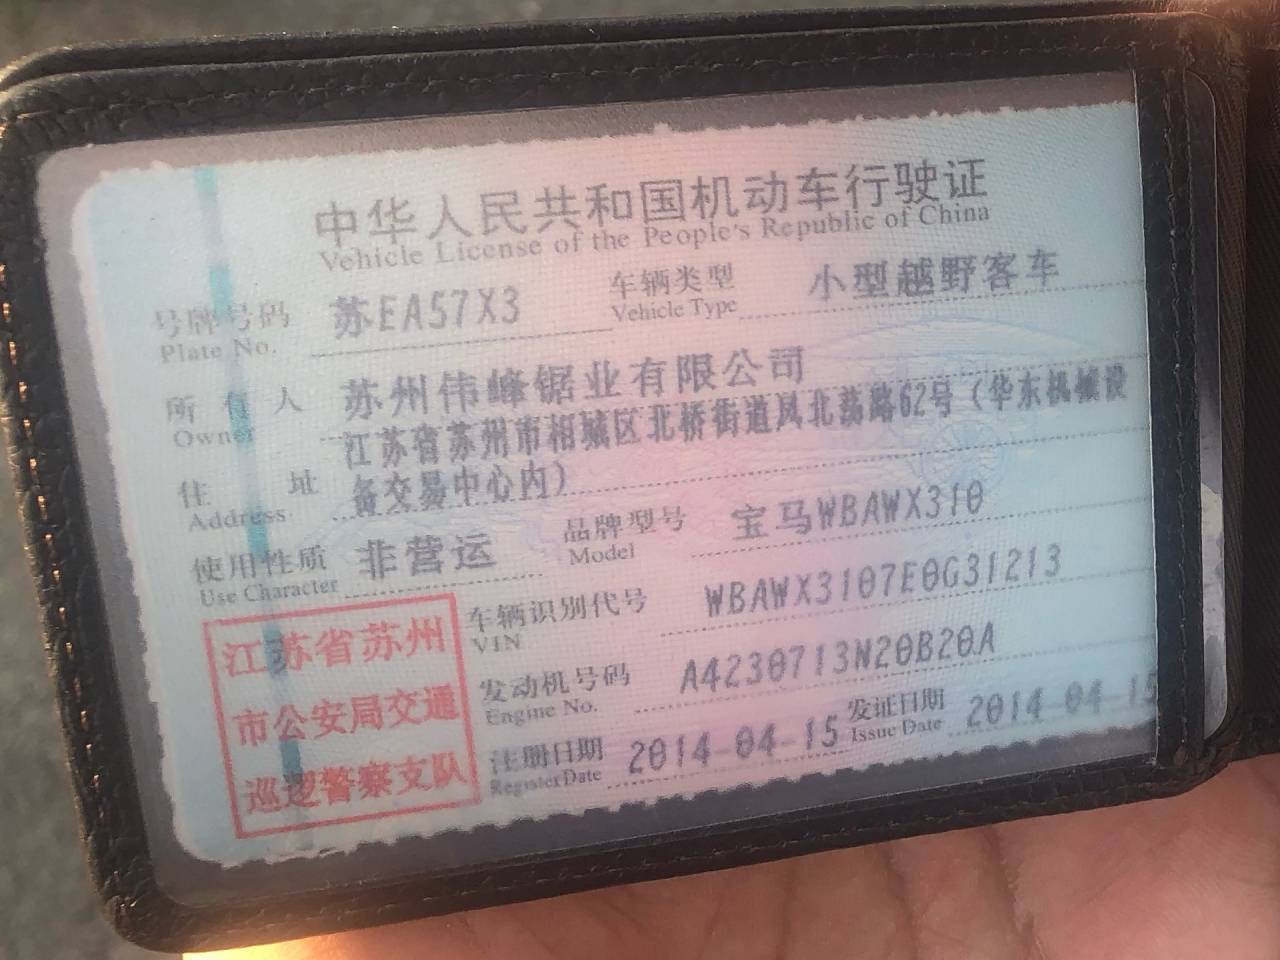 中华人民共和国机动车行驶证
Vehicle License of the People's Republic of China
号牌号码 苏EA57X3 车辆类型 小型越野客车
Plate No. Vehicle Type
所有人 苏州伟峰锯业有限公司
Owner
江苏省苏州市相城区北桥街道凤北荡路62号（华东机械设
住址 备交易中心内）
Address
使用性质 非营运 品牌型号 宝马WBAWX310
Use Character Model
车辆识别代号 WBAWX3107E0G31213
VIN
发动机号码 A4230713N20B20A
Engine No.
注册日期 2014-04-15 发证日期 2014-04-15
Register Date Issue Date
江苏省苏州
市公安局交通
巡逻警察支队